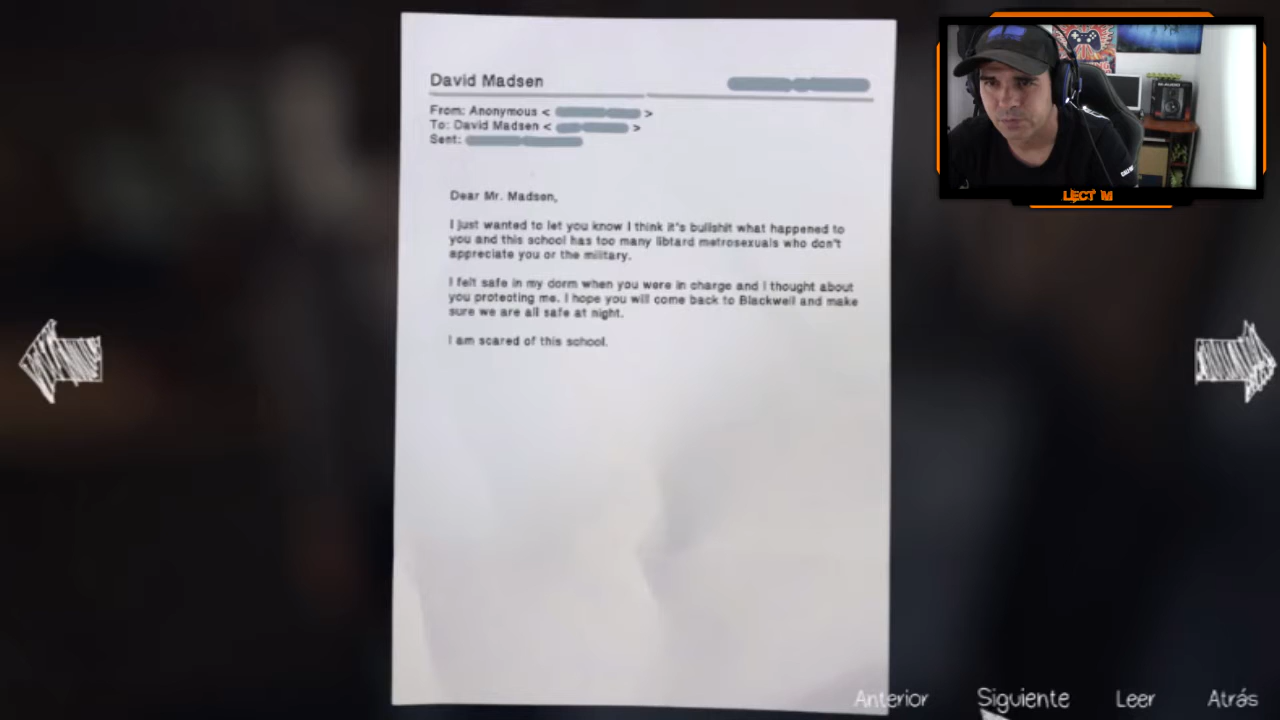 David Madsen
From: Anonymous < >
To: David Madsen < >
Sent:
Dear Mr. Madsen,
I just wanted to let you know I think it's bullshit what happened to
you and this school has too many libtard metrosexuals who don't
appreciate you or the military.
I felt safe in my dorm when you were in charge and I thought about
you protecting me. I hope you will come back to Blackwell and make
sure we are all safe at night.
I am scared of this school.
LECT M
Anterior Siguiente Leer Atrás